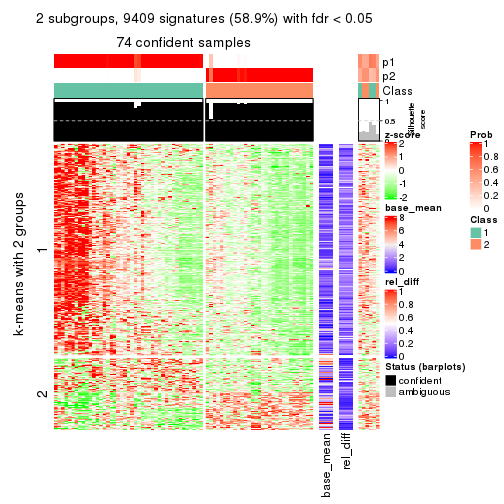 2 subgroups, 9409 signatures (58.9%) with fdr < 0.05
74 confident samples
p1
p2
Class
1
0.5
0
Silhouette
score
k-means with 2 groups
1
2
base_mean
rel_diff
z-score
2
1
0
-1
-2
base_mean
8
6
4
2
0
rel_diff
1
0.8
0.6
0.4
0.2
0
Status (barplots)
confident
ambiguous
Prob
1
0.8
0.6
0.4
0.2
0
Class
1
2